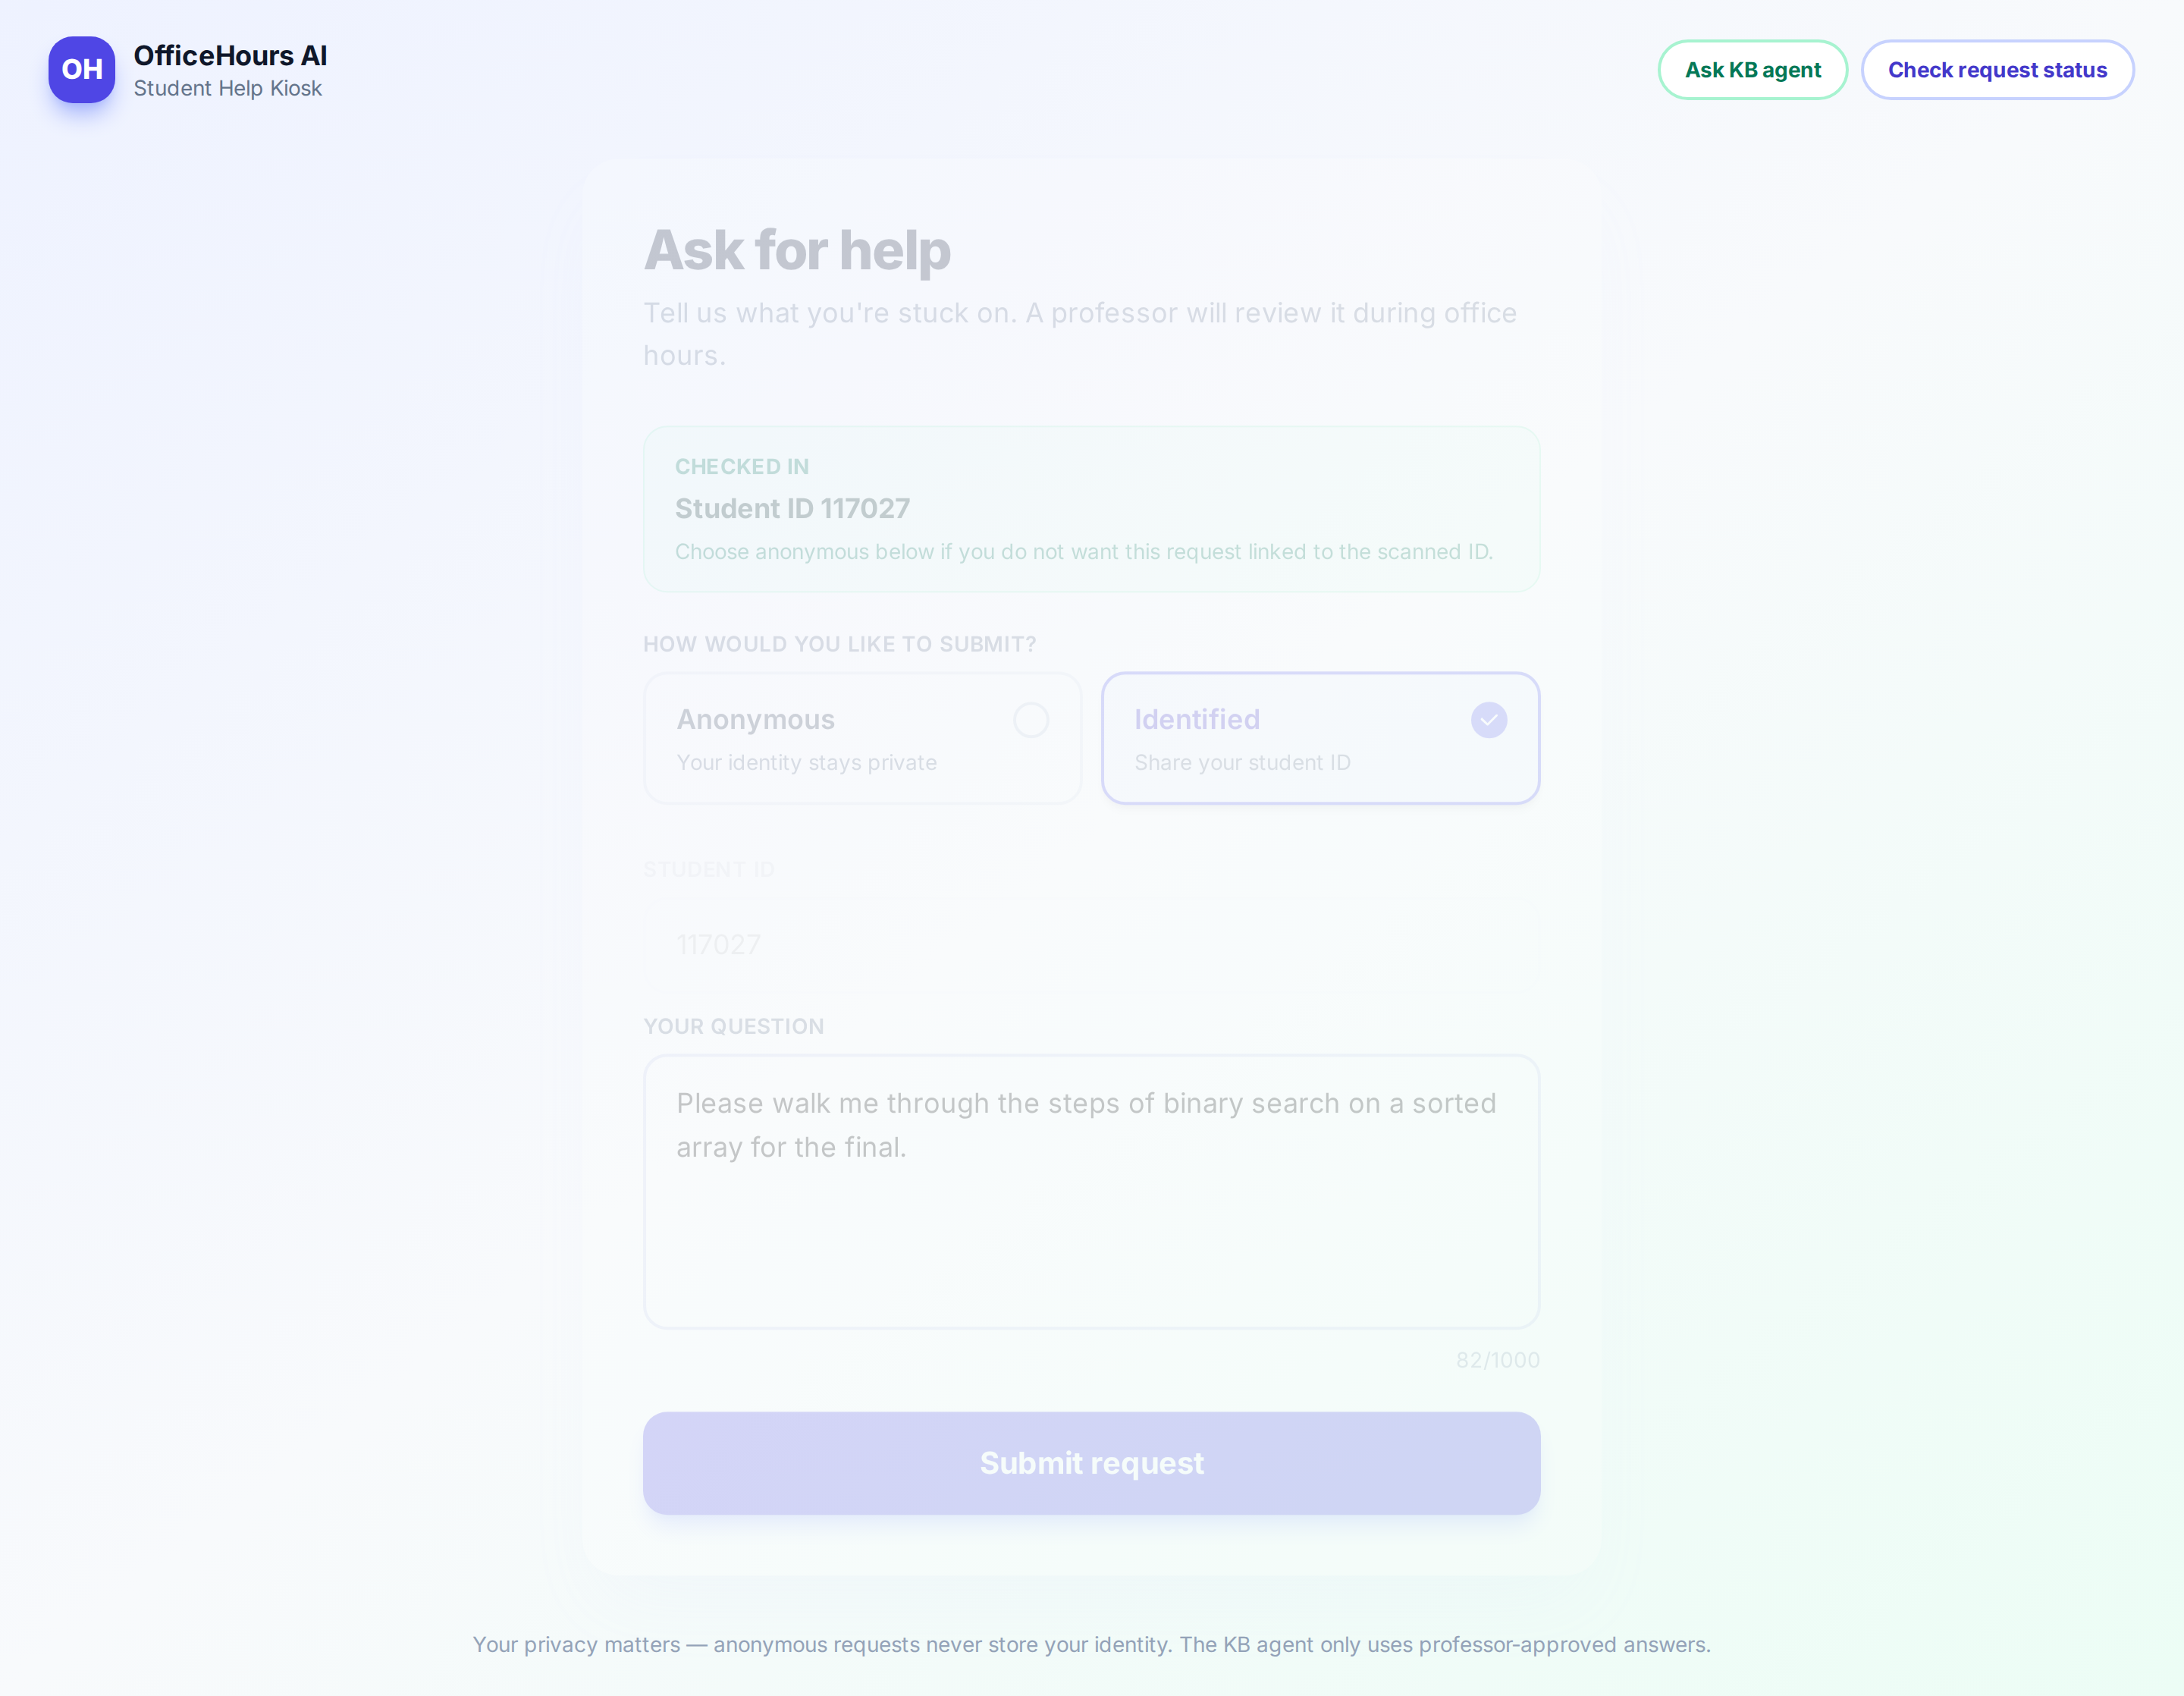 OH
OfficeHours AI
Student Help Kiosk
Ask KB agent
Check request status
Ask for help
Tell us what you're stuck on. A professor will review it during office
hours.
CHECKED IN
Student ID 117027
Choose anonymous below if you do not want this request linked to the scanned ID.
HOW WOULD YOU LIKE TO SUBMIT?
Anonymous
Your identity stays private
Identified
Share your student ID
STUDENT ID
117027
YOUR QUESTION
Please walk me through the steps of binary search on a sorted
array for the final.
82/1000
Submit request
Your privacy matters — anonymous requests never store your identity. The KB agent only uses professor-approved answers.